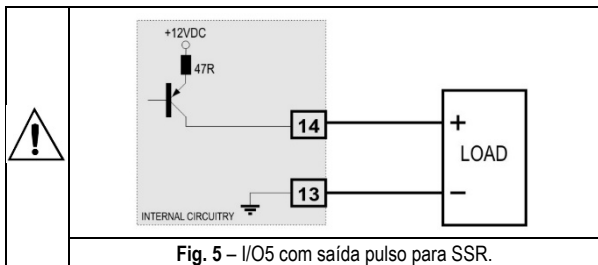 +12VDC
47R
14
+
LOAD
13
−
INTERNAL CIRCUITRY
Fig. 5 – I/O5 com saída pulso para SSR.